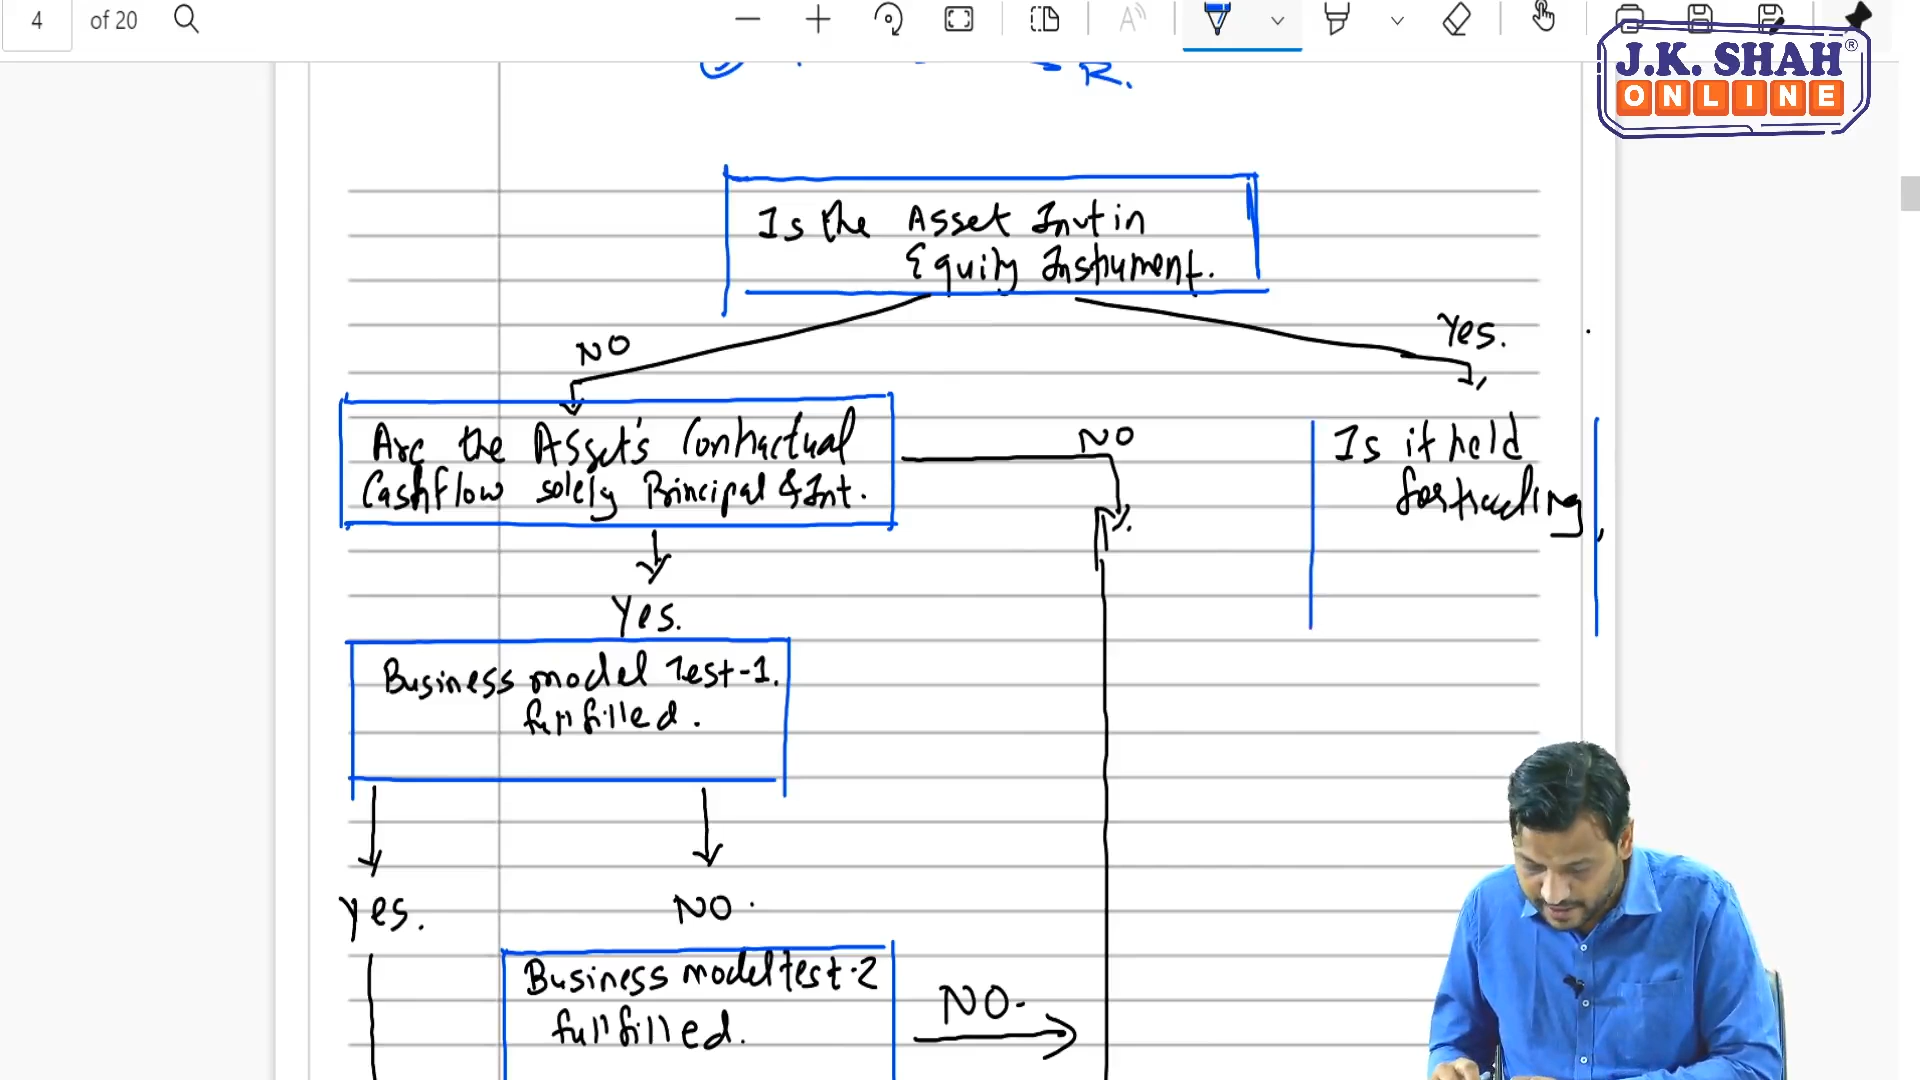 4 of 20
J.K. SHAH®
ONLINE
R.
Is the Asset Invt in
Equity Instrument.
NO
Yes.
Are the Asset's Contractual
Cashflow solely Principal & Int.
NO
Is it held
for trading,
Yes.
Business model Test-1.
fullfilled.
Yes.
NO.
Business model test-2
fullfilled.
NO.